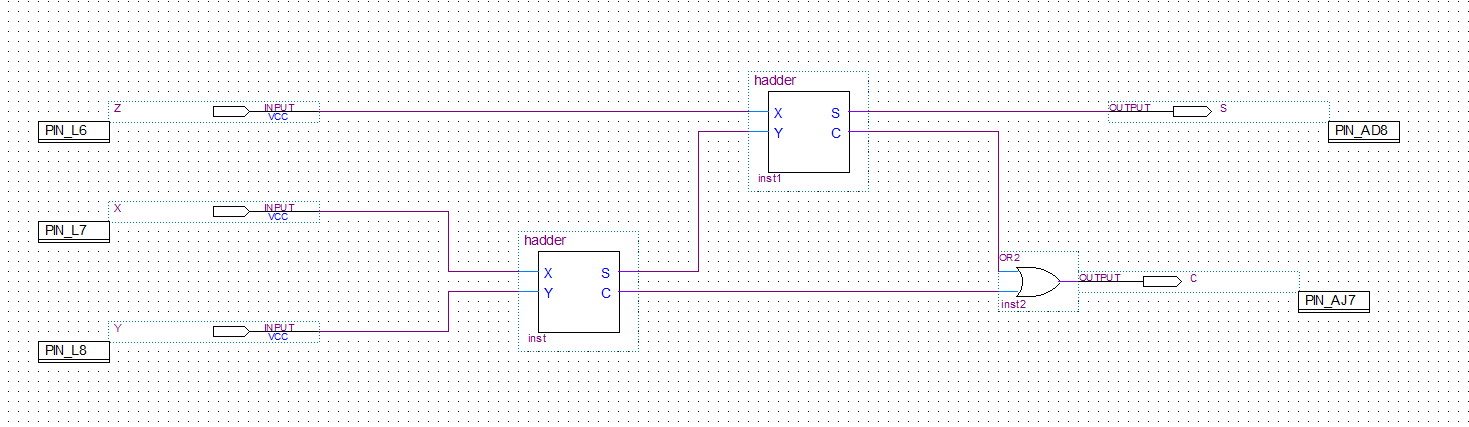 hadder
Z
INPUT
VCC
PIN_L6
X S
Y C
inst1
OUTPUT
S
PIN_AD8
X
INPUT
VCC
PIN_L7
hadder
X S
Y C
inst
OR2
inst2
OUTPUT
C
PIN_AJ7
Y
INPUT
VCC
PIN_L8